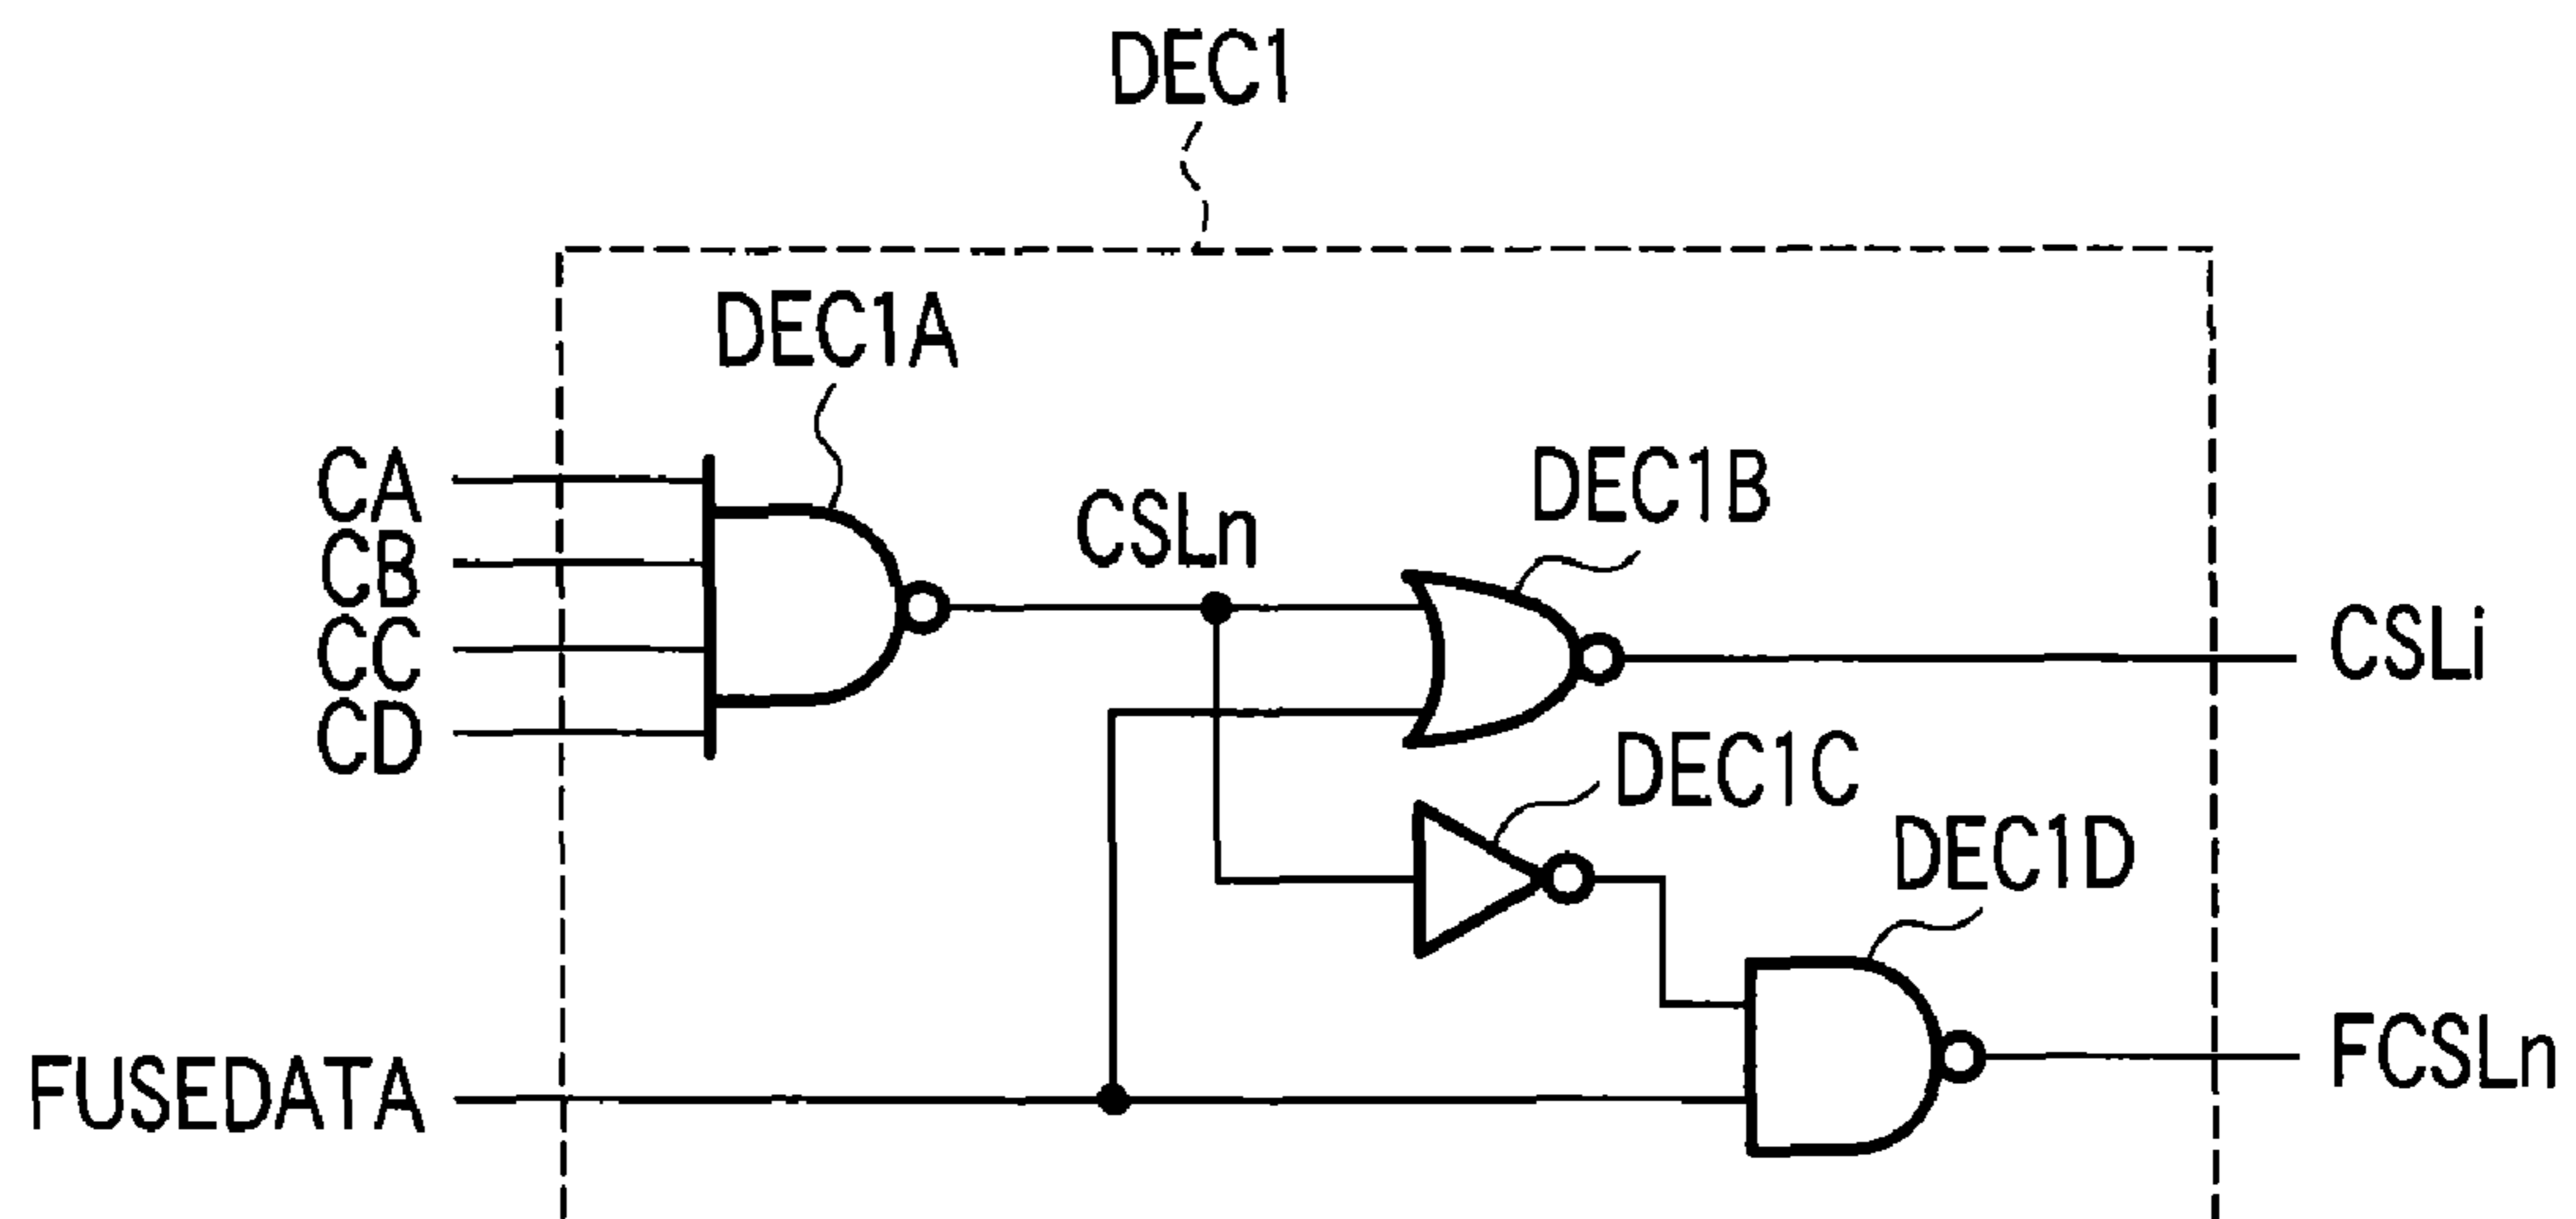 DEC1
DEC1A
CA
CB
CC
CD
CSLn
DEC1B
CSLi
DEC1C
DEC1D
FUSEDATA
FCSLn